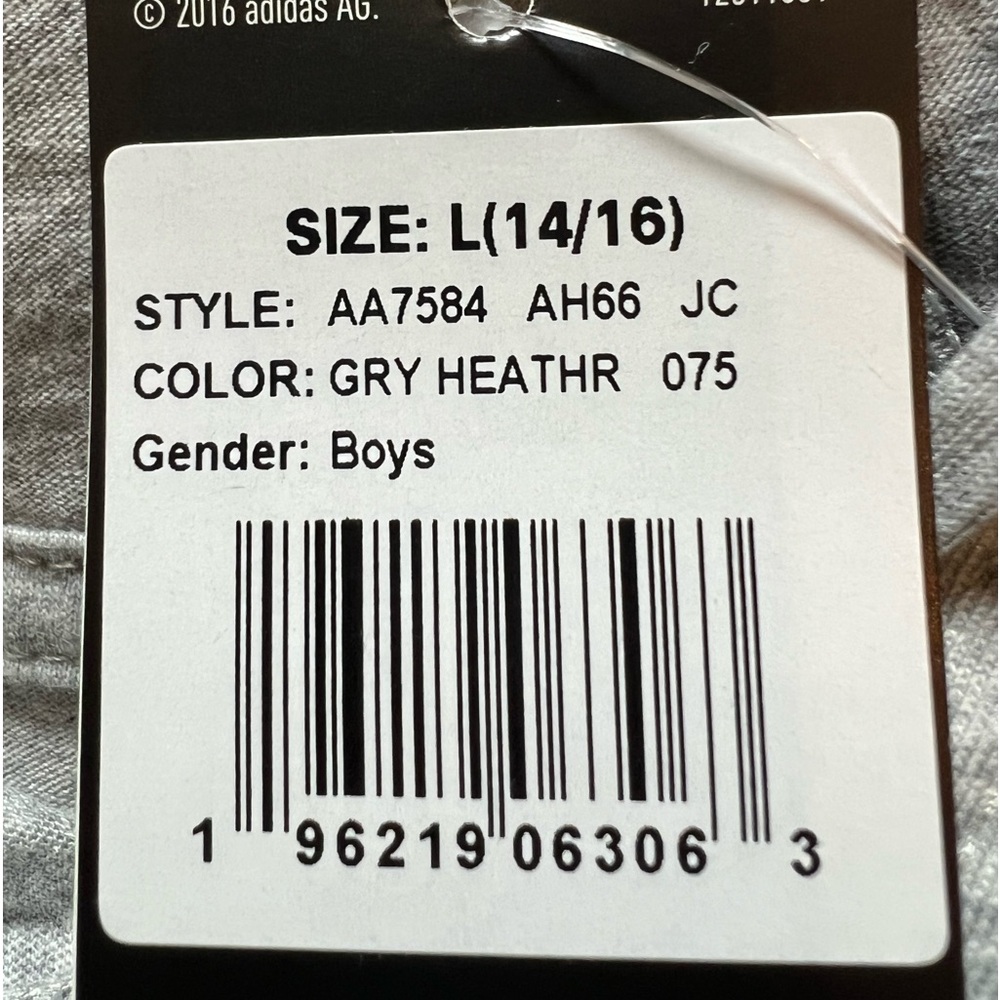 © 2016 adidas AG.
SIZE: L(14/16)
STYLE: AA7584 AH66 JC
COLOR: GRY HEATHR 075
Gender: Boys
1 96219 06306 3